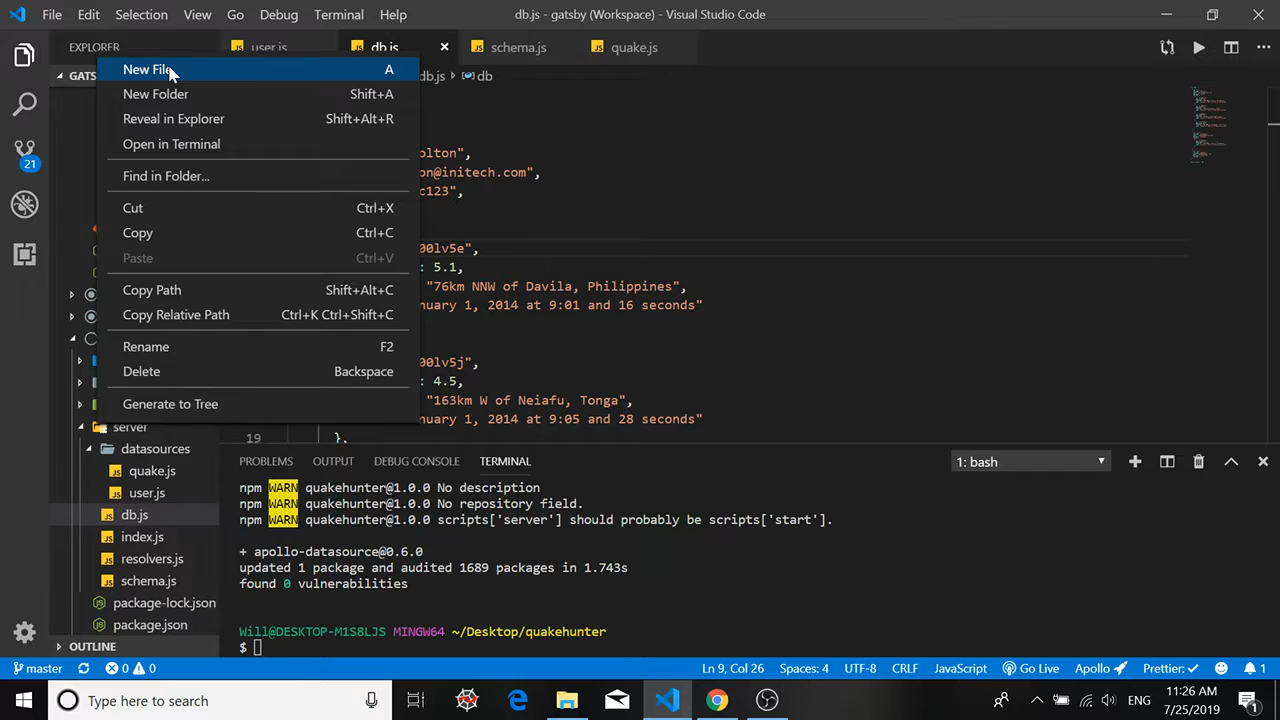 File Edit Selection View Go Debug Terminal Help db.js - gatsby (Workspace) - Visual Studio Code
EXPLORER user.js db.js schema.js quake.js
GATS db.js > db
New File A
New Folder Shift+A
Reveal in Explorer Shift+Alt+R
Open in Terminal
Find in Folder...
Cut Ctrl+X
Copy Ctrl+C
Paste Ctrl+V
Copy Path Shift+Alt+C
Copy Relative Path Ctrl+K Ctrl+Shift+C
Rename F2
Delete Backspace
Generate to Tree
olton",
on@initech.com",
c123",
00lv5e",
: 5.1,
"76km NNW of Davila, Philippines",
nuary 1, 2014 at 9:01 and 16 seconds"
00lv5j",
: 4.5,
"163km W of Neiafu, Tonga",
nuary 1, 2014 at 9:05 and 28 seconds"
19 },
21
server
datasources
quake.js
user.js
db.js
index.js
resolvers.js
schema.js
package-lock.json
package.json
OUTLINE
PROBLEMS OUTPUT DEBUG CONSOLE TERMINAL 1: bash
npm WARN quakehunter@1.0.0 No description
npm WARN quakehunter@1.0.0 No repository field.
npm WARN quakehunter@1.0.0 scripts['server'] should probably be scripts['start'].
+ apollo-datasource@0.6.0
updated 1 package and audited 1689 packages in 1.743s
found 0 vulnerabilities
Will@DESKTOP-M1S8LJS MINGW64 ~/Desktop/quakehunter
$
master 0 0 Ln 9, Col 26 Spaces: 4 UTF-8 CRLF JavaScript Go Live Apollo Prettier: 1
Type here to search ENG 11:26 AM
7/25/2019 1